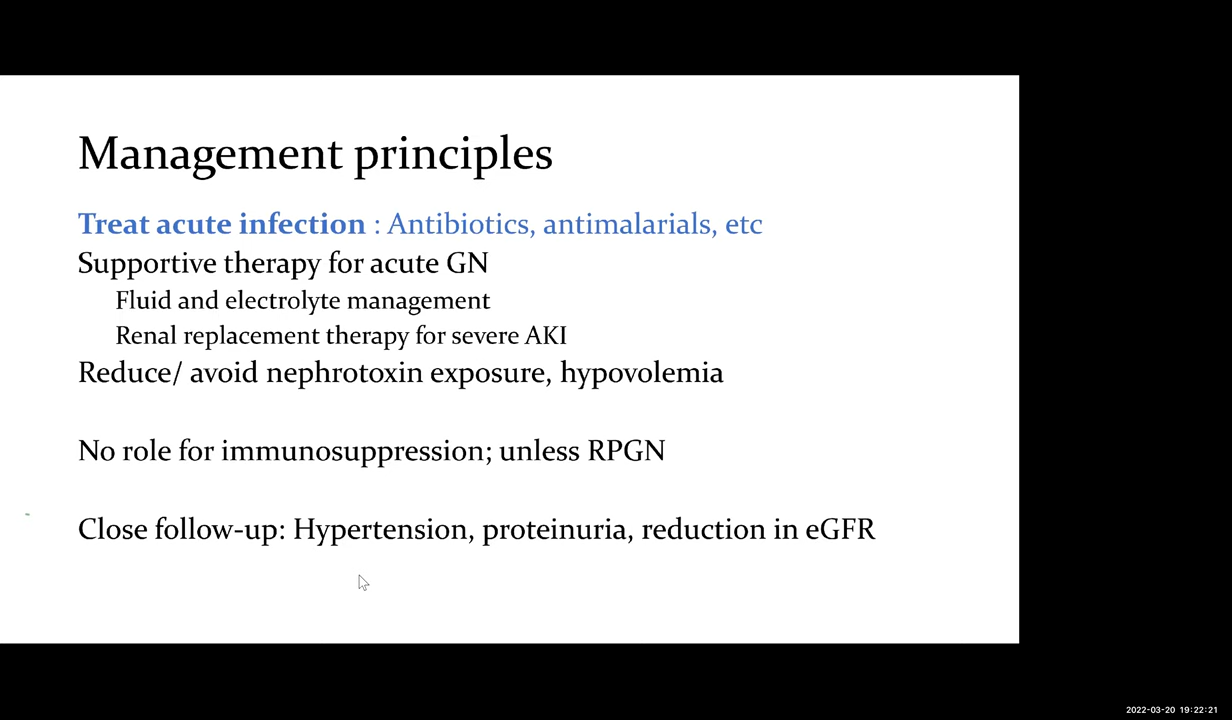 Management principles
Treat acute infection : Antibiotics, antimalarials, etc
Supportive therapy for acute GN
Fluid and electrolyte management
Renal replacement therapy for severe AKI
Reduce/ avoid nephrotoxin exposure, hypovolemia
No role for immunosuppression; unless RPGN
Close follow-up: Hypertension, proteinuria, reduction in eGFR
2022-03-20 19:22:21